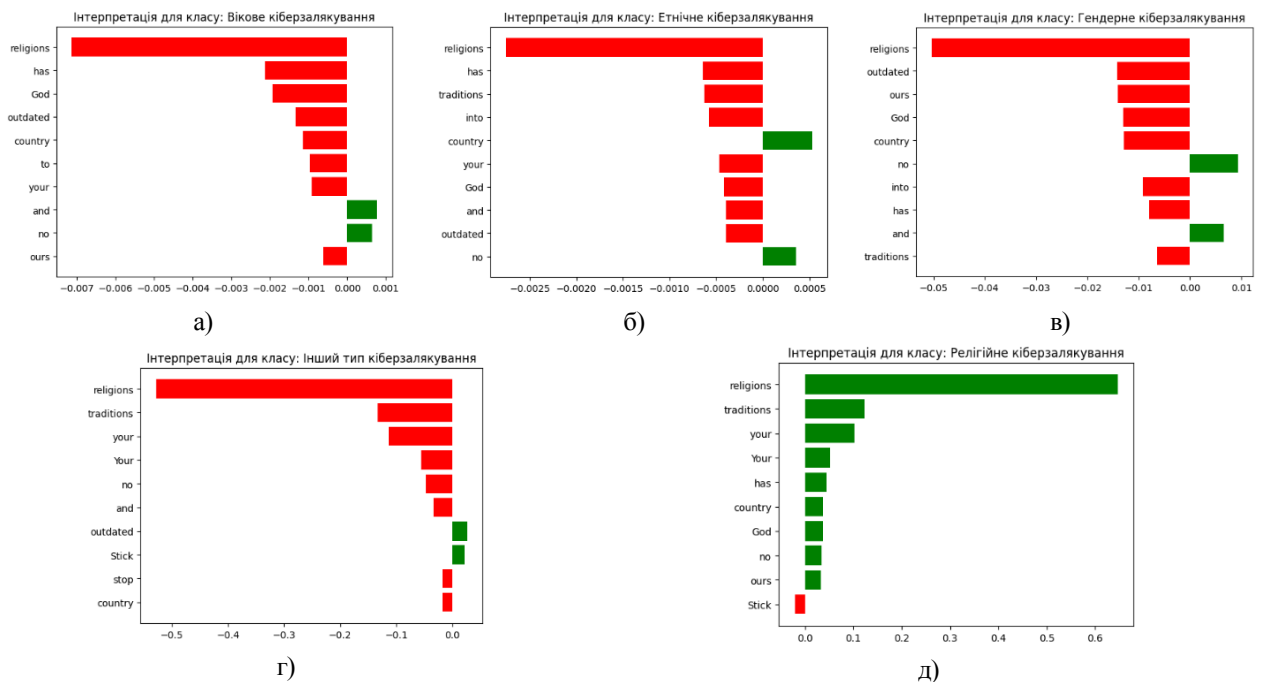 Інтерпретація для класу: Вікове кіберзалякування
religions
has
God
outdated
country
to
your
and
no
ours
−0.007 −0.006 −0.005 −0.004 −0.003 −0.002 −0.001 0.000 0.001
а)
Інтерпретація для класу: Етнічне кіберзалякування
religions
has
traditions
into
country
your
God
and
outdated
no
−0.0025 −0.0020 −0.0015 −0.0010 −0.0005 0.0000 0.0005
б)
Інтерпретація для класу: Гендерне кіберзалякування
religions
outdated
ours
God
country
no
into
has
and
traditions
−0.05 −0.04 −0.03 −0.02 −0.01 0.00 0.01
в)
Інтерпретація для класу: Інший тип кіберзалякування
religions
traditions
your
Your
no
and
outdated
Stick
stop
country
−0.5 −0.4 −0.3 −0.2 −0.1 0.0
г)
Інтерпретація для класу: Релігійне кіберзалякування
religions
traditions
your
Your
has
country
God
no
ours
Stick
0.0 0.1 0.2 0.3 0.4 0.5 0.6
д)